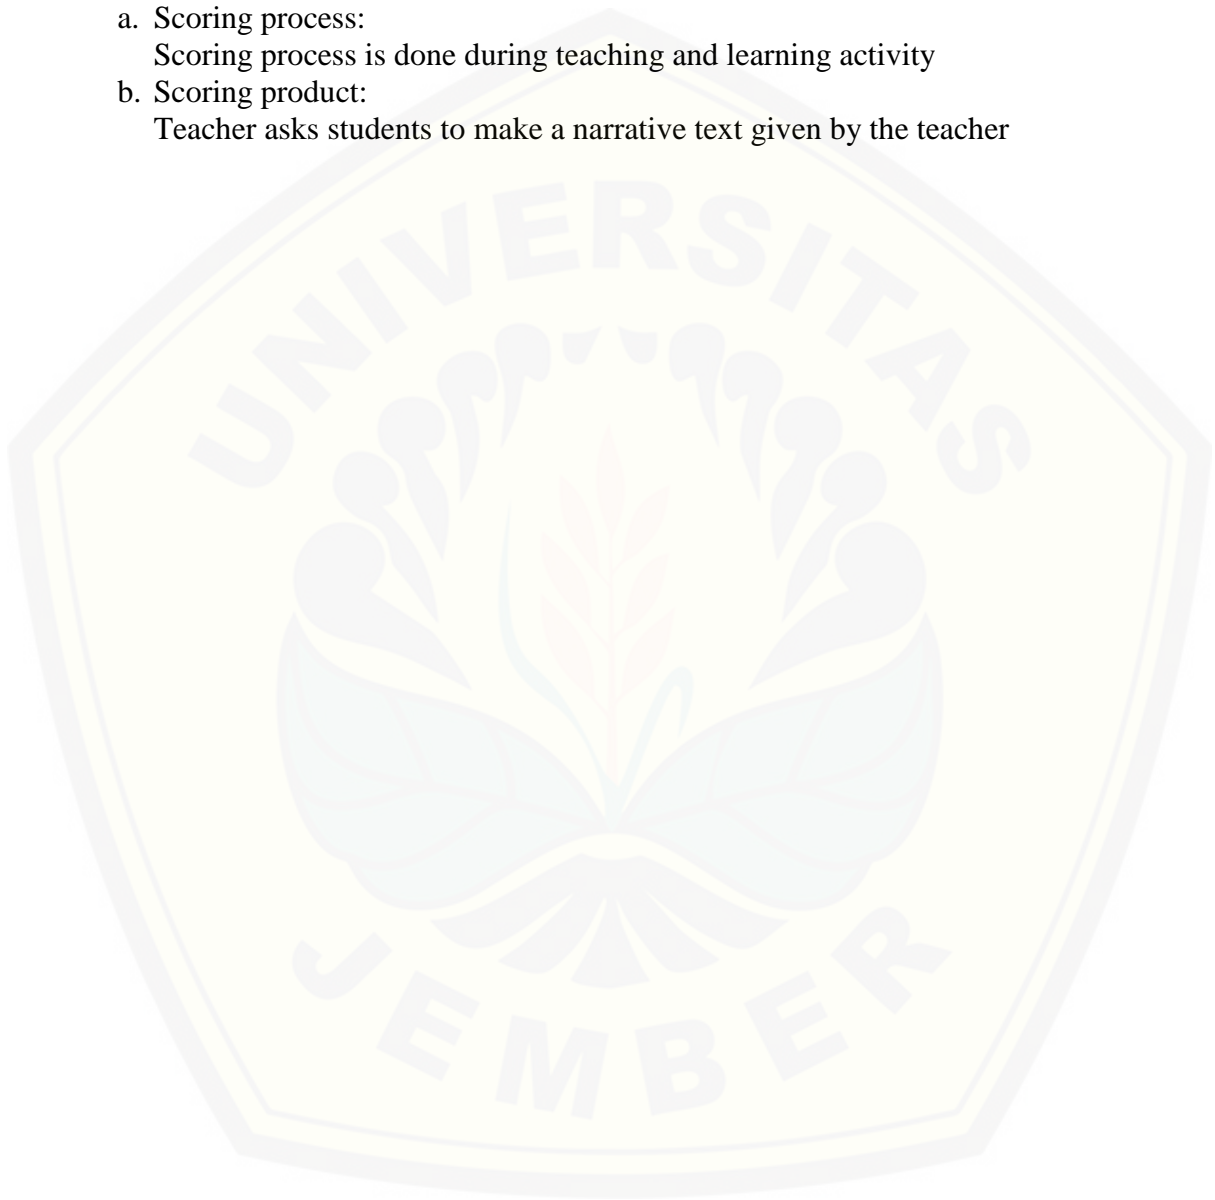 a. Scoring process:
Scoring process is done during teaching and learning activity
b. Scoring product:
Teacher asks students to make a narrative text given by the teacher
UNIVERSITAS
JEMBER